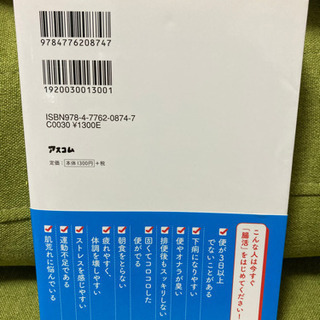 9784776208747
1920030013001
ISBN978-4-7762-0874-7
C0030 ¥1300E
アスコム
定価 本体1300円 +税
こんな人は今すぐ
「腸活」をはじめてください!
✓便が3日以上
でないことがある
✓下痢になりやすい
✓便やオナラが臭い
✓排便後もスッキリしない
✓固くてコロコロした
便がでる
✓朝食をとらない
✓疲れやすく、
体調を壊しやすい
✓ストレスを感じやすい
✓運動不足である
✓肌荒れに悩んでいる